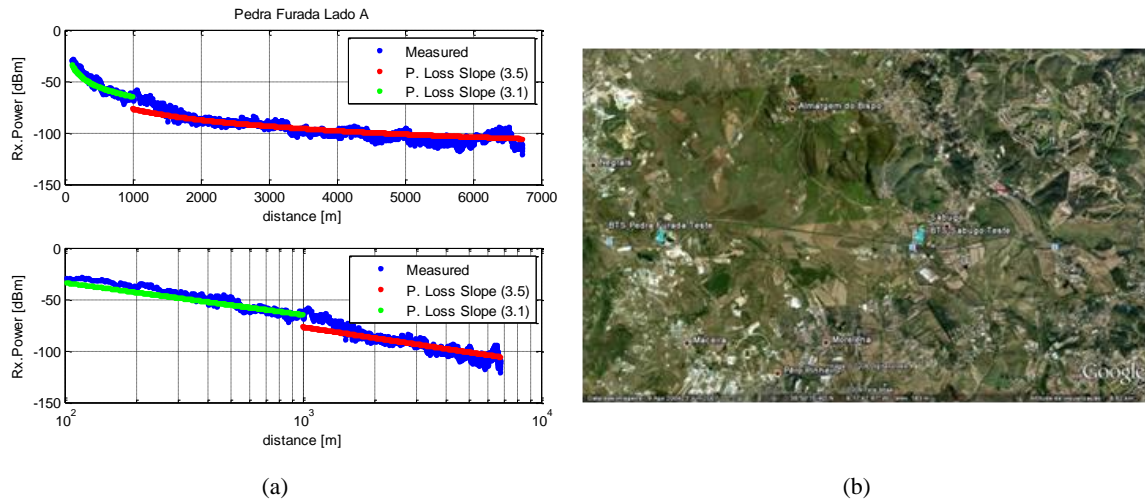 Pedra Furada Lado A
Rx.Power [dBm]
0
-50
-100
-150
0
1000
2000
3000
4000
5000
6000
7000
distance [m]
Measured
P. Loss Slope (3.5)
P. Loss Slope (3.1)
Rx.Power [dBm]
0
-50
-100
-150
10^2
10^3
10^4
distance [m]
Measured
P. Loss Slope (3.5)
P. Loss Slope (3.1)
(a)
Almargem do Bispo
Negrais
BTS Pedra Furada Teste
Sabugo
BTS Sabugo Teste
Maceira
Morelena
Pero Pinheiro
Google
(b)